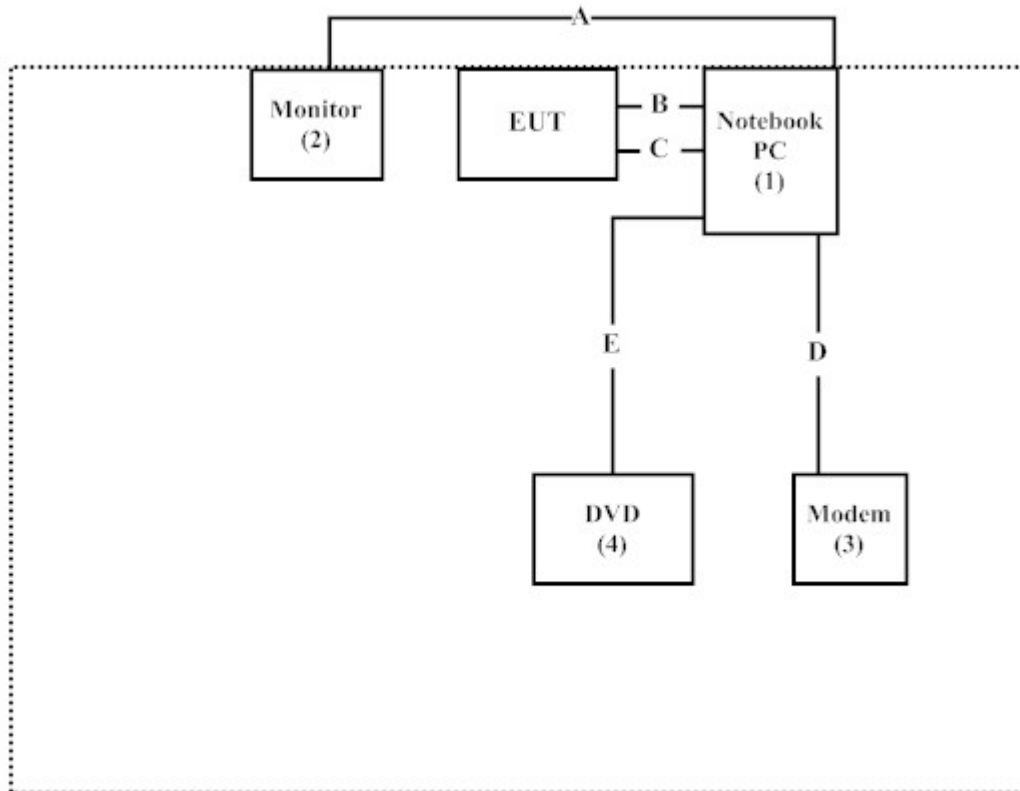 A
Monitor
(2)
EUT
B
C
Notebook
PC
(1)
E
D
DVD
(4)
Modem
(3)